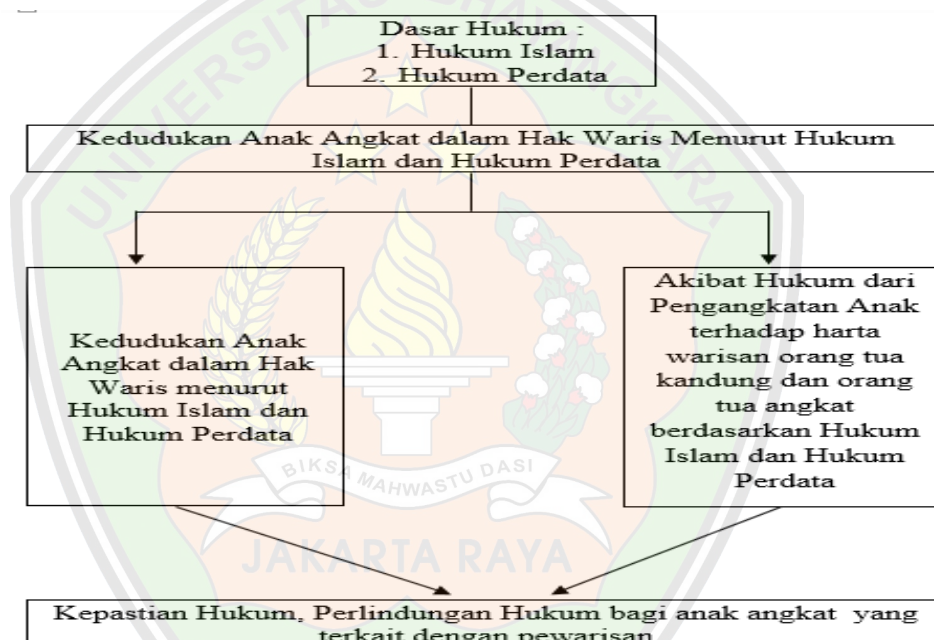 UNIVERSITAS BHAYANGKARA
Dasar Hukum :
1. Hukum Islam
2. Hukum Perdata
Kedudukan Anak Angkat dalam Hak Waris Menurut Hukum
Islam dan Hukum Perdata
Kedudukan Anak
Angkat dalam Hak
Waris menurut
Hukum Islam dan
Hukum Perdata
Akibat Hukum dari
Pengangkatan Anak
terhadap harta
warisan orang tua
kandung dan orang
tua angkat
berdasarkan Hukum
Islam dan Hukum
Perdata
BIKSA MAHWASTU DASI
JAKARTA RAYA
Kepastian Hukum, Perlindungan Hukum bagi anak angkat yang
terkait dengan pewarisan